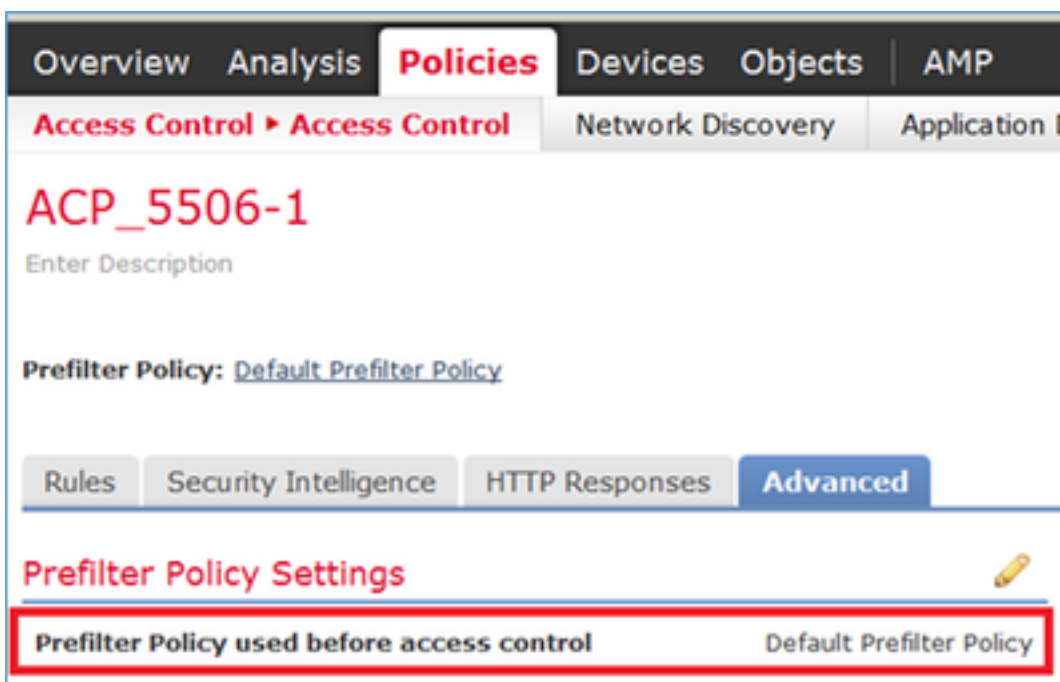 Overview Analysis Policies Devices Objects AMP
Access Control ▸ Access Control Network Discovery Application
ACP_5506-1
Enter Description
Prefilter Policy: Default Prefilter Policy
Rules Security Intelligence HTTP Responses Advanced
Prefilter Policy Settings
Prefilter Policy used before access control Default Prefilter Policy